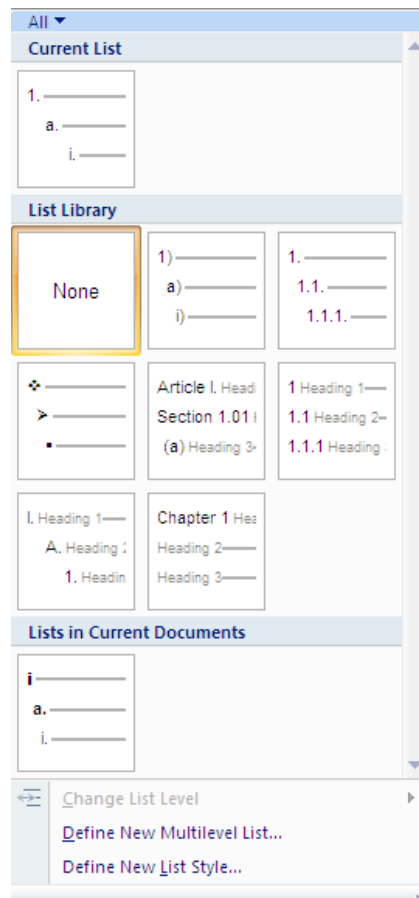 All
Current List
1.
a.
i.
List Library
None
1)
a)
i)
1.
1.1.
1.1.1.
Article I. Headi
Section 1.01 H
(a) Heading 3
1 Heading 1
1.1 Heading 2
1.1.1 Heading
I. Heading 1
A. Heading
1. Headin
Chapter 1 Hea
Heading 2
Heading 3
Lists in Current Documents
i
a.
i.
Change List Level
Define New Multilevel List...
Define New List Style...